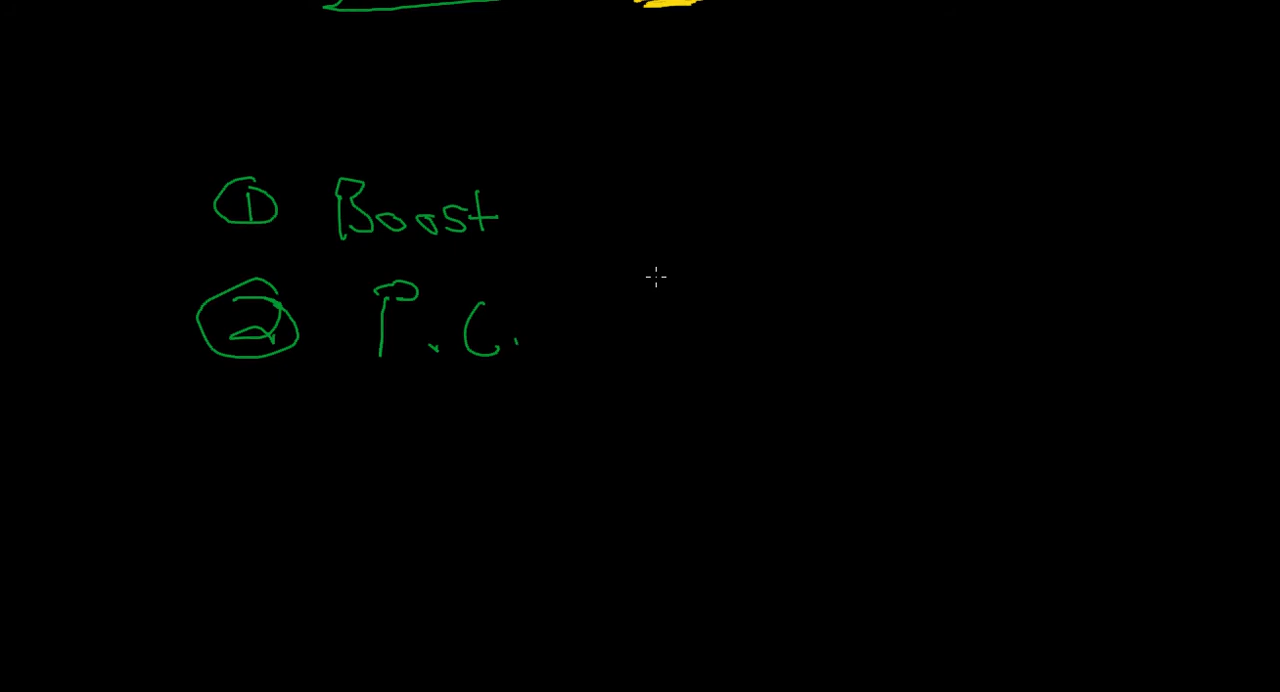 ① Boost
② P.C.